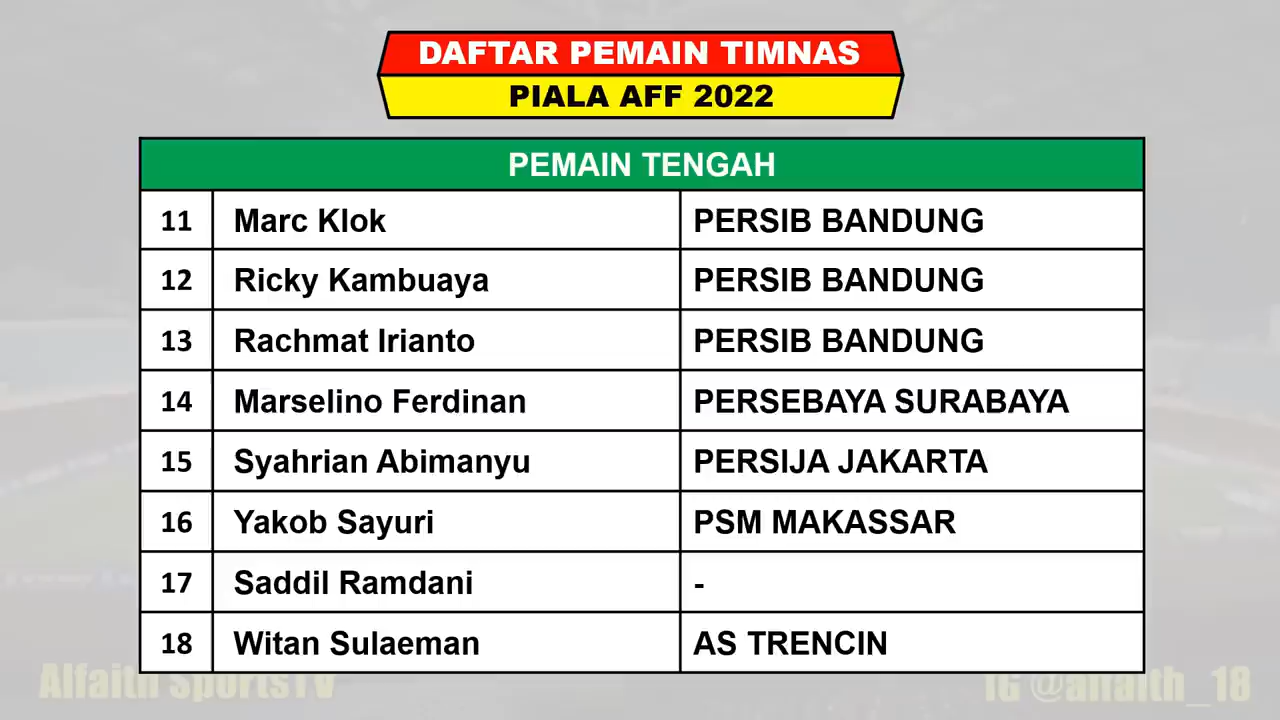 DAFTAR PEMAIN TIMNAS
PIALA AFF 2022
PEMAIN TENGAH
11 Marc Klok PERSIB BANDUNG
12 Ricky Kambuaya PERSIB BANDUNG
13 Rachmat Irianto PERSIB BANDUNG
14 Marselino Ferdinan PERSEBAYA SURABAYA
15 Syahrian Abimanyu PERSIJA JAKARTA
16 Yakob Sayuri PSM MAKASSAR
17 Saddil Ramdani -
18 Witan Sulaeman AS TRENCIN
Alfaith SportsTV
IG @alfaith_18